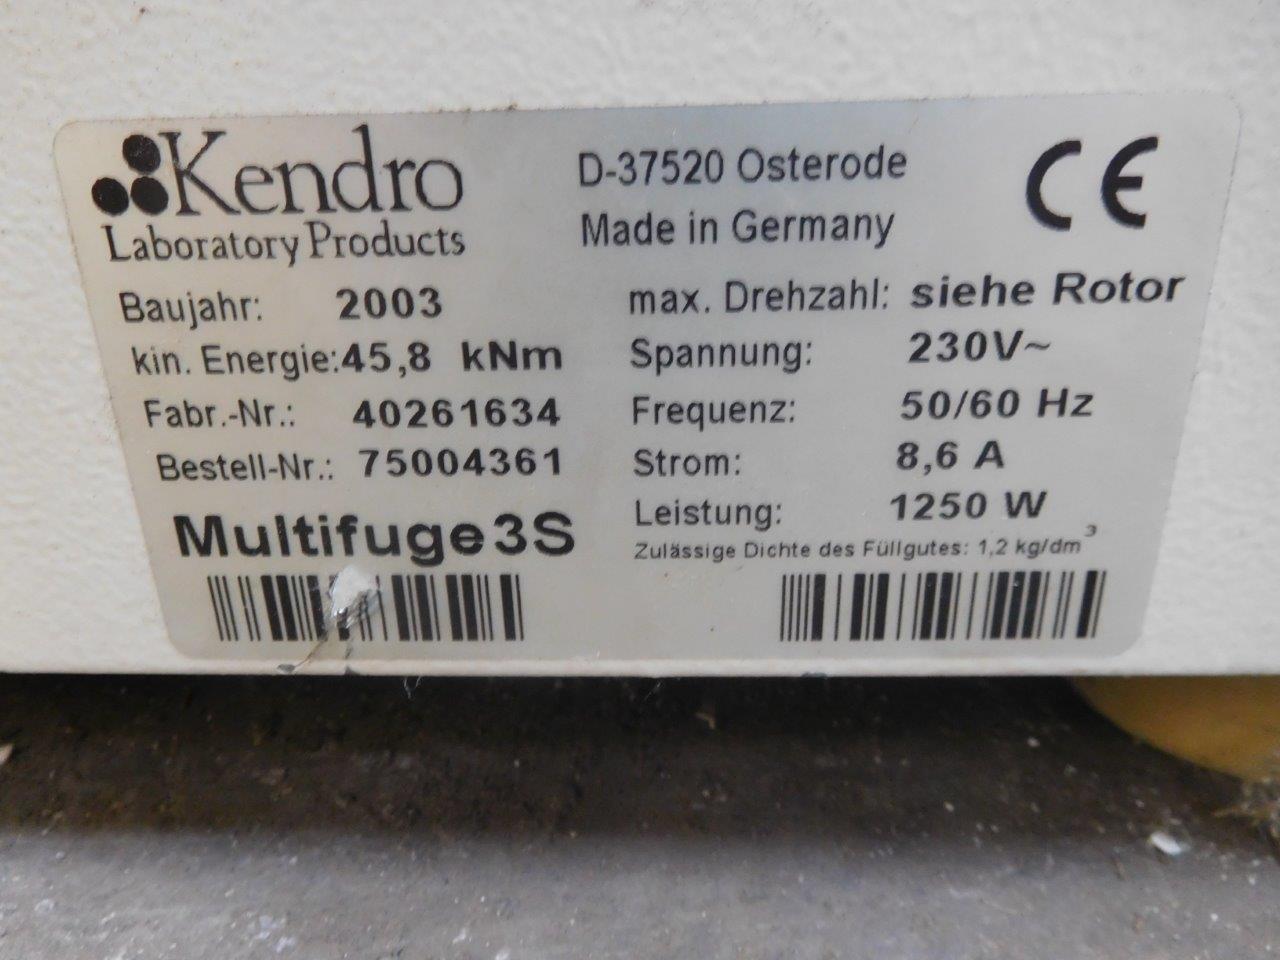 Kendro
Laboratory Products
D-37520 Osterode
Made in Germany
CE
Baujahr: 2003
kin. Energie: 45,8 kNm
Fabr.-Nr.: 40261634
Bestell-Nr.: 75004361
Multifuge 3S
max. Drehzahl: siehe Rotor
Spannung: 230V~
Frequenz: 50/60 Hz
Strom: 8,6 A
Leistung: 1250 W
Zulässige Dichte des Füllgutes: 1,2 kg/dm³